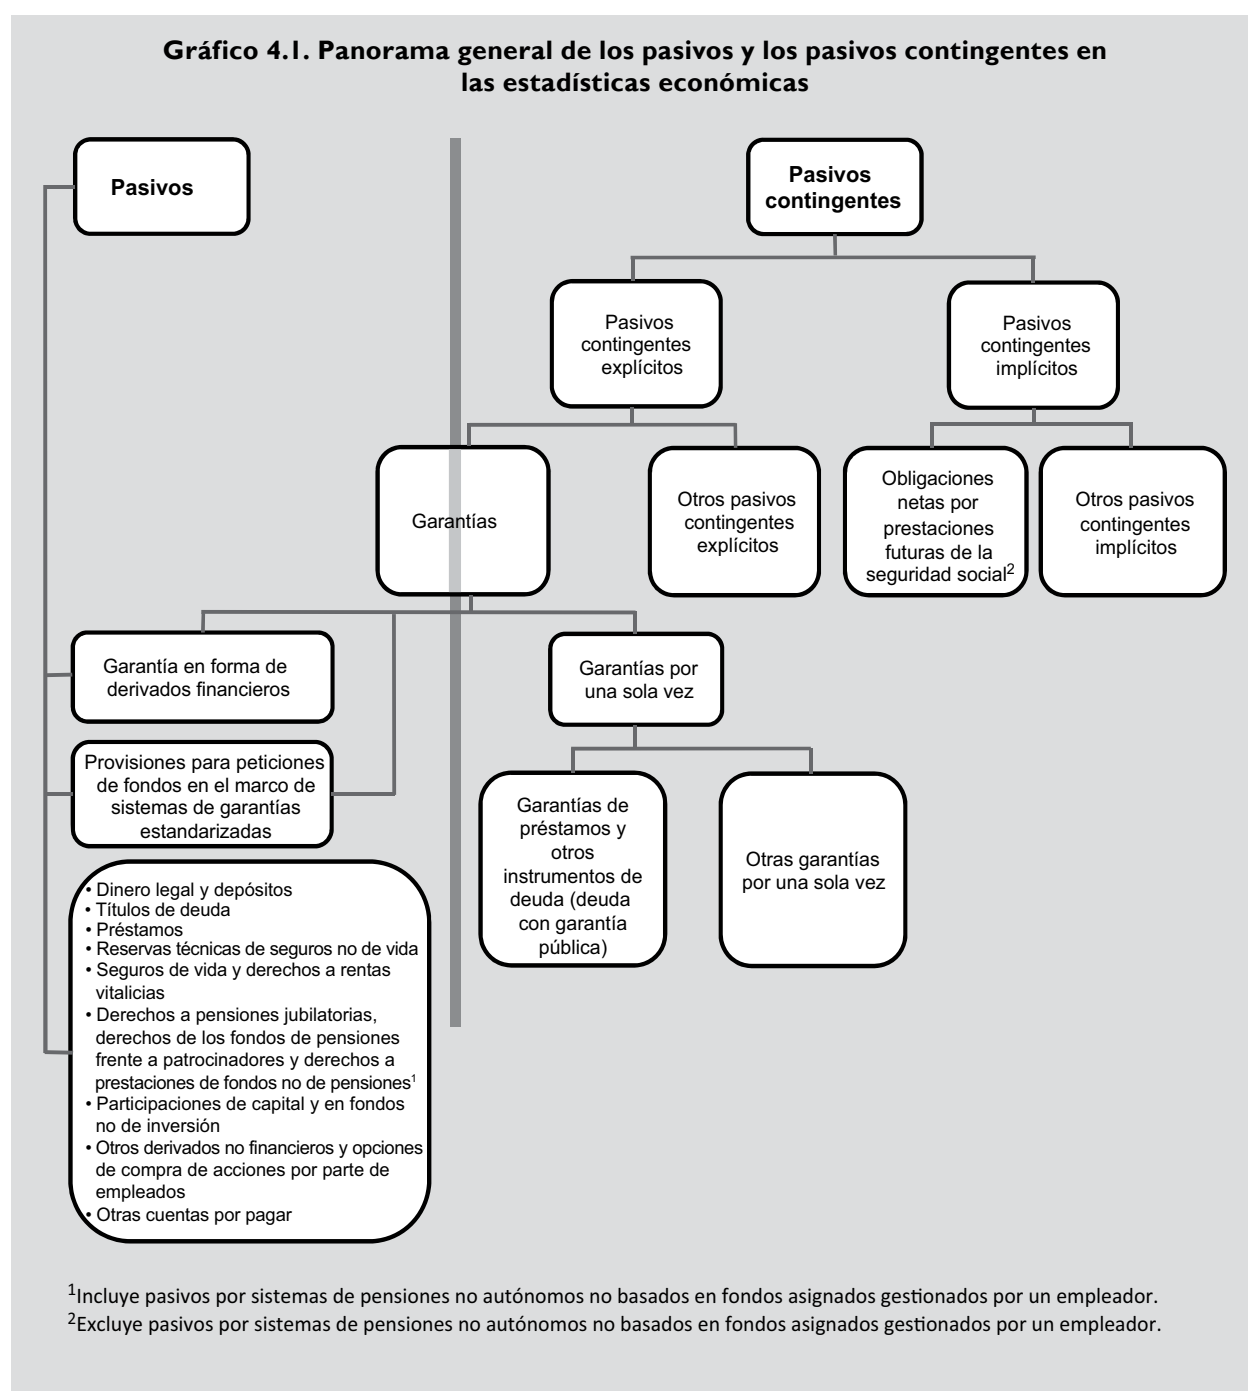 Gráfico 4.1. Panorama general de los pasivos y los pasivos contingentes en
las estadísticas económicas
Pasivos
Pasivos
contingentes
Pasivos
contingentes
explícitos
Pasivos
contingentes
implícitos
Garantías
Otros pasivos
contingentes
explícitos
Obligaciones
netas por
prestaciones
futuras de la
seguridad social²
Otros pasivos
contingentes
implícitos
Garantía en forma de
derivados financieros
Garantías por
una sola vez
Provisiones para peticiones
de fondos en el marco de
sistemas de garantías
estandarizadas
Garantías de
préstamos y
otros
instrumentos de
deuda (deuda
con garantía
pública)
Otras garantías
por una sola vez
• Dinero legal y depósitos
• Títulos de deuda
• Préstamos
• Reservas técnicas de seguros no de vida
• Seguros de vida y derechos a rentas
vitalicias
• Derechos a pensiones jubilatorias,
derechos de los fondos de pensiones
frente a patrocinadores y derechos a
prestaciones de fondos no de pensiones¹
• Participaciones de capital y en fondos
no de inversión
• Otros derivados no financieros y opciones
de compra de acciones por parte de
empleados
• Otras cuentas por pagar
¹Incluye pasivos por sistemas de pensiones no autónomos no basados en fondos asignados gestionados por un empleador.
²Excluye pasivos por sistemas de pensiones no autónomos no basados en fondos asignados gestionados por un empleador.